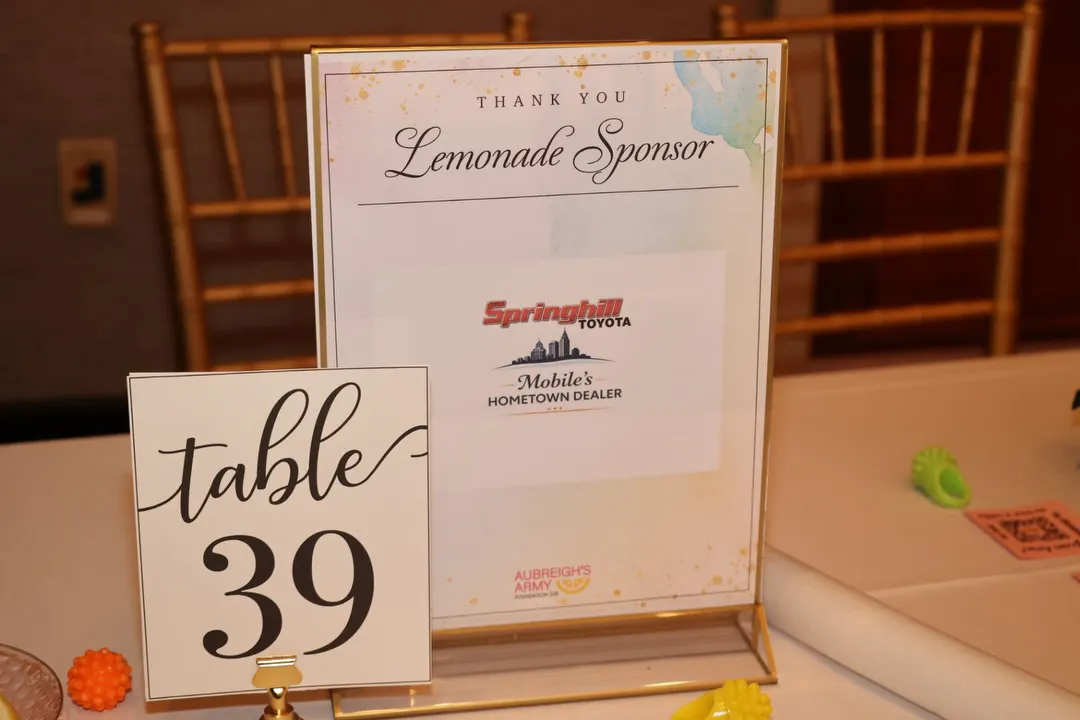 THANK YOU
Lemonade Sponsor
Springhill
TOYOTA
Mobile's
HOMETOWN DEALER
AUBREIGH'S
ARMY
table
39